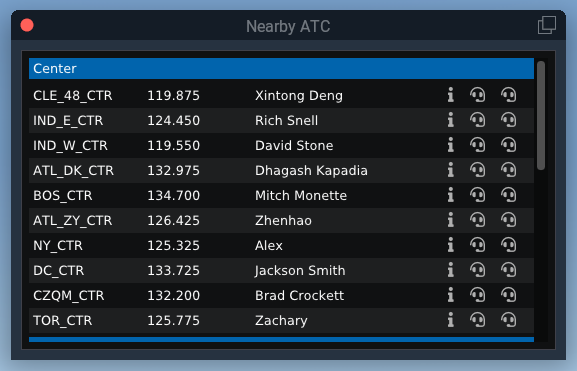 Nearby ATC
Center
CLE_48_CTR 119.875 Xintong Deng
IND_E_CTR 124.450 Rich Snell
IND_W_CTR 119.550 David Stone
ATL_DK_CTR 132.975 Dhagash Kapadia
BOS_CTR 134.700 Mitch Monette
ATL_ZY_CTR 126.425 Zhenhao
NY_CTR 125.325 Alex
DC_CTR 133.725 Jackson Smith
CZQM_CTR 132.200 Brad Crockett
TOR_CTR 125.775 Zachary